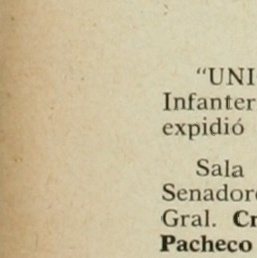 “UNI
Infanter
expidió
Sala
Senador
Gral. Cr
Pacheco